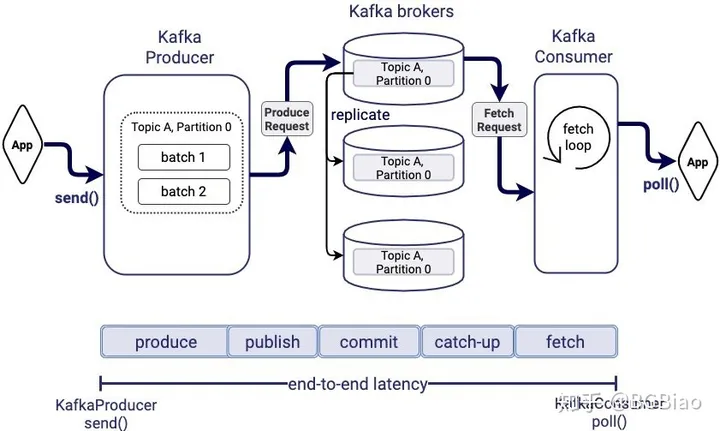 Kafka
Producer
Kafka brokers
Kafka
Consumer
Topic A,
Partition 0
Produce
Request
Fetch
Request
replicate
Topic A, Partition 0
batch 1
batch 2
App
send()
Topic A,
Partition 0
fetch
loop
App
poll()
Topic A,
Partition 0
produce
publish
commit
catch-up
fetch
end-to-end latency
KafkaProducer
send()
KafkaConsumer
poll()
知乎 @BGBiao